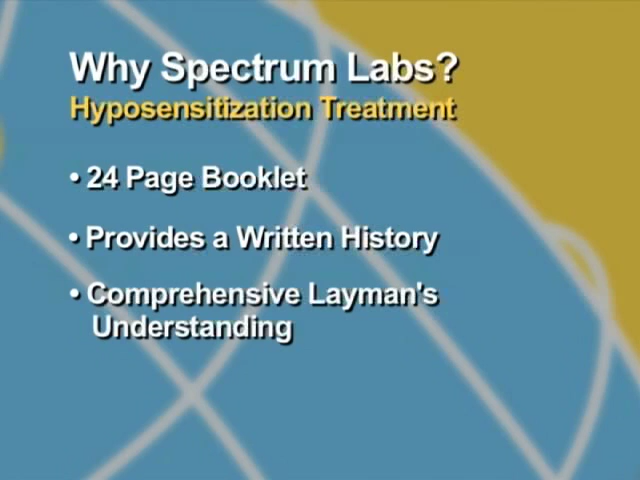 Why Spectrum Labs?
Hyposensitization Treatment
• 24 Page Booklet
• Provides a Written History
• Comprehensive Layman's
Understanding